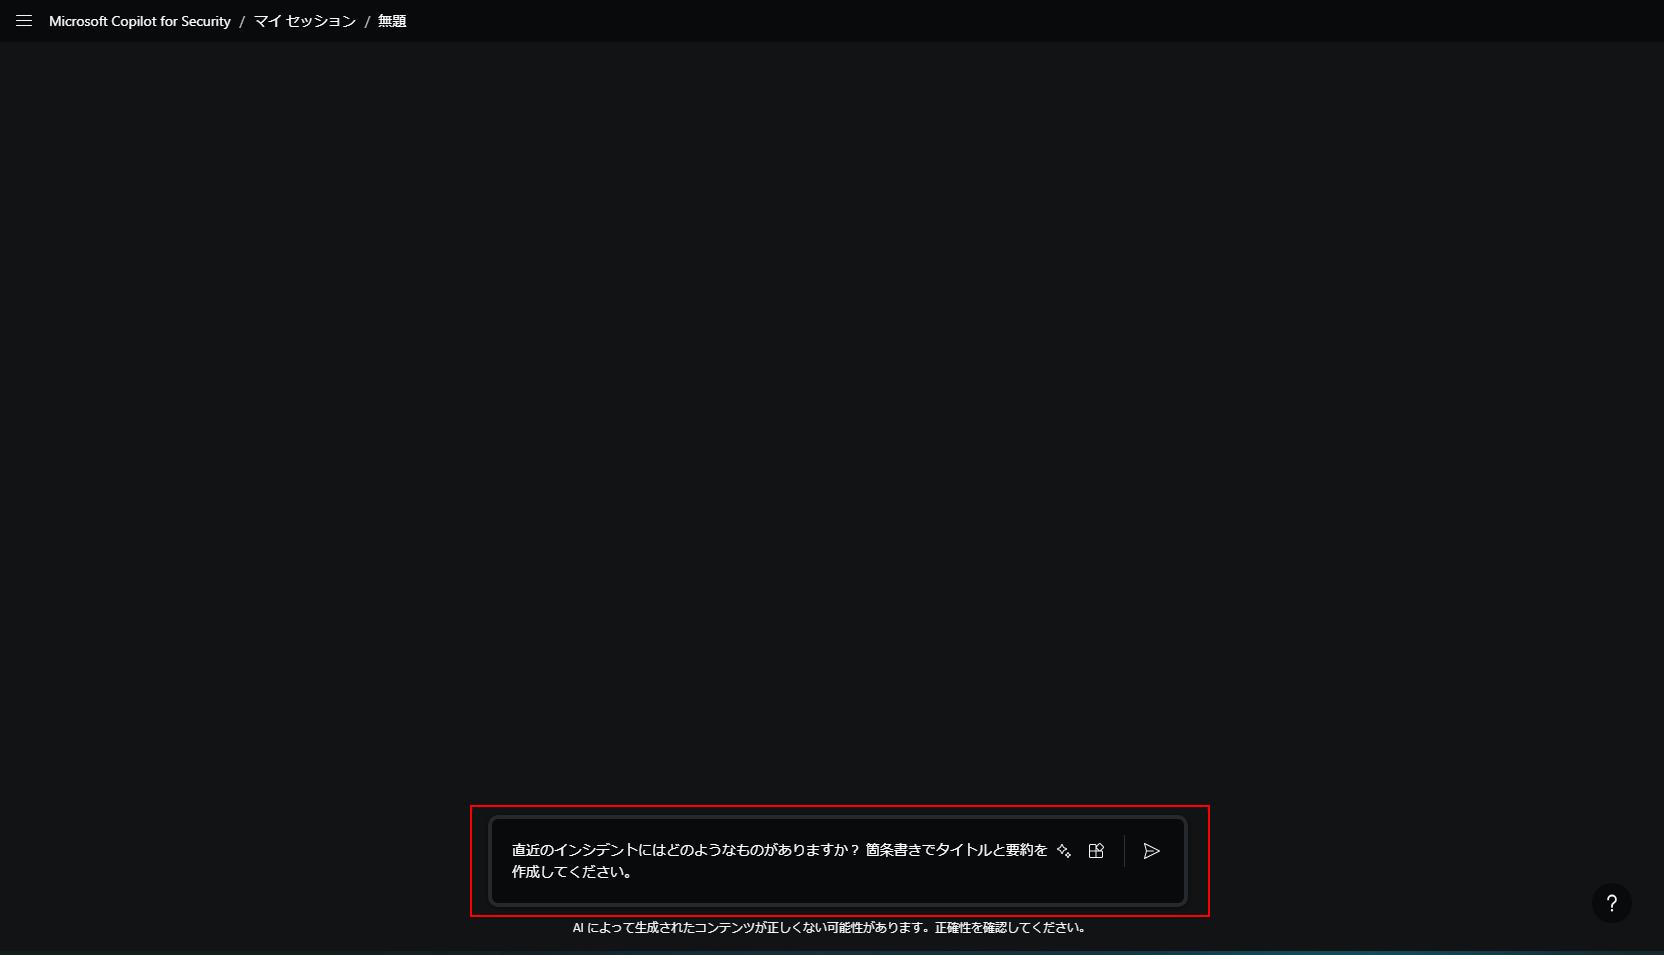 Microsoft Copilot for Security / マイ セッション / 無題
直近のインシデントにはどのようなものがありますか？ 箇条書きでタイトルと要約を
作成してください。
?
AI によって生成されたコンテンツが正しくない可能性があります。正確性を確認してください。